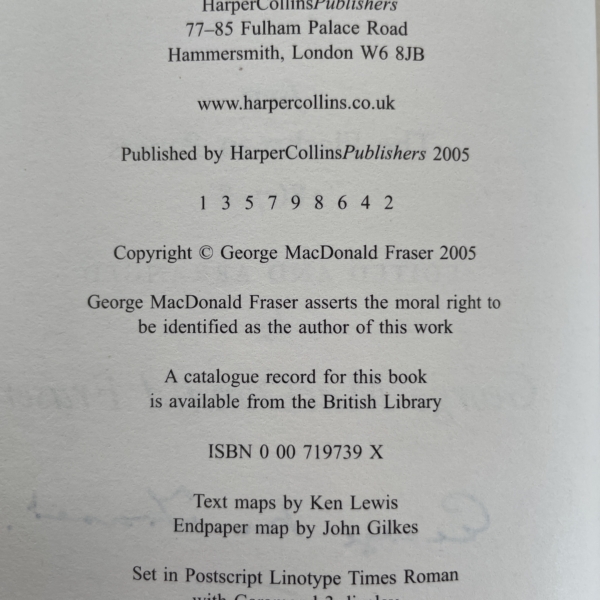 HarperCollinsPublishers
77–85 Fulham Palace Road
Hammersmith, London W6 8JB
www.harpercollins.co.uk
Published by HarperCollinsPublishers 2005
1 3 5 7 9 8 6 4 2
Copyright © George MacDonald Fraser 2005
George MacDonald Fraser asserts the moral right to
be identified as the author of this work
A catalogue record for this book
is available from the British Library
ISBN 0 00 719739 X
Text maps by Ken Lewis
Endpaper map by John Gilkes
Set in Postscript Linotype Times Roman